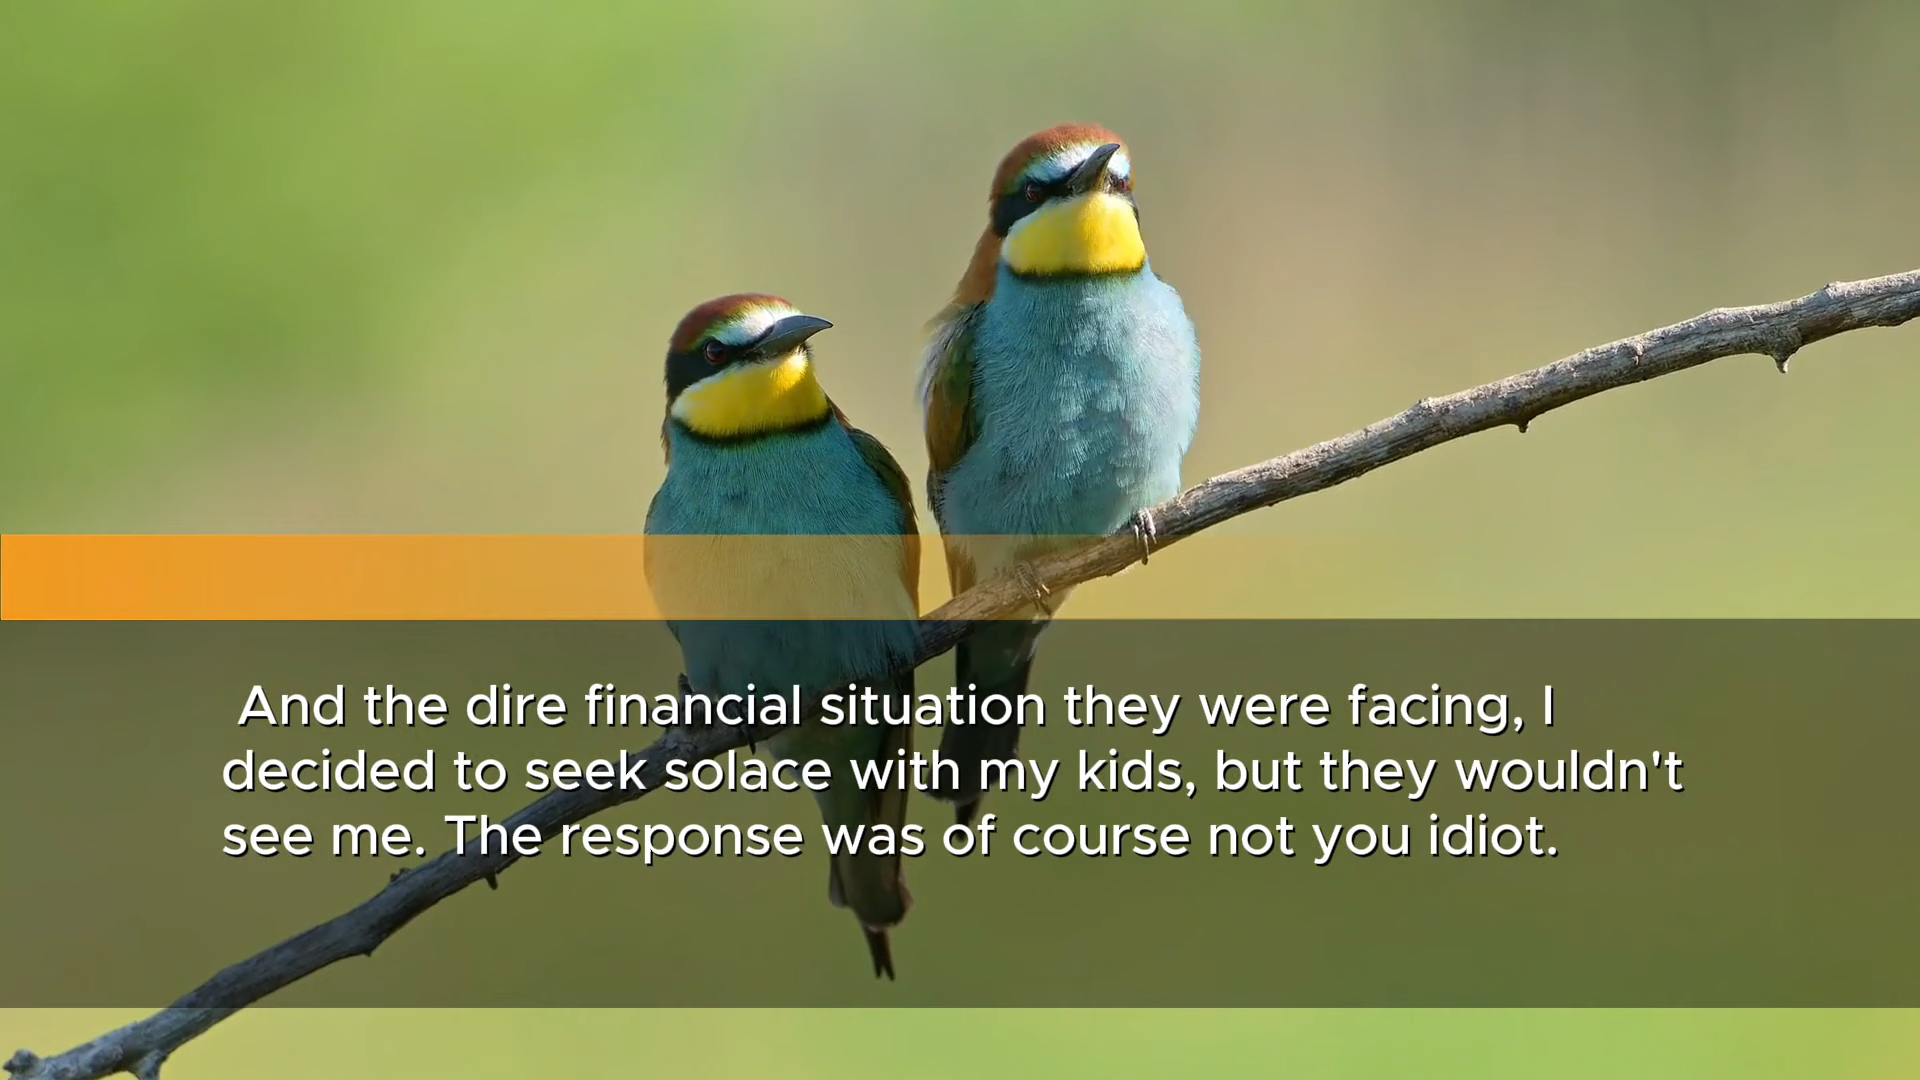 And the dire financial situation they were facing, I
decided to seek solace with my kids, but they wouldn't
see me. The response was of course not you idiot.